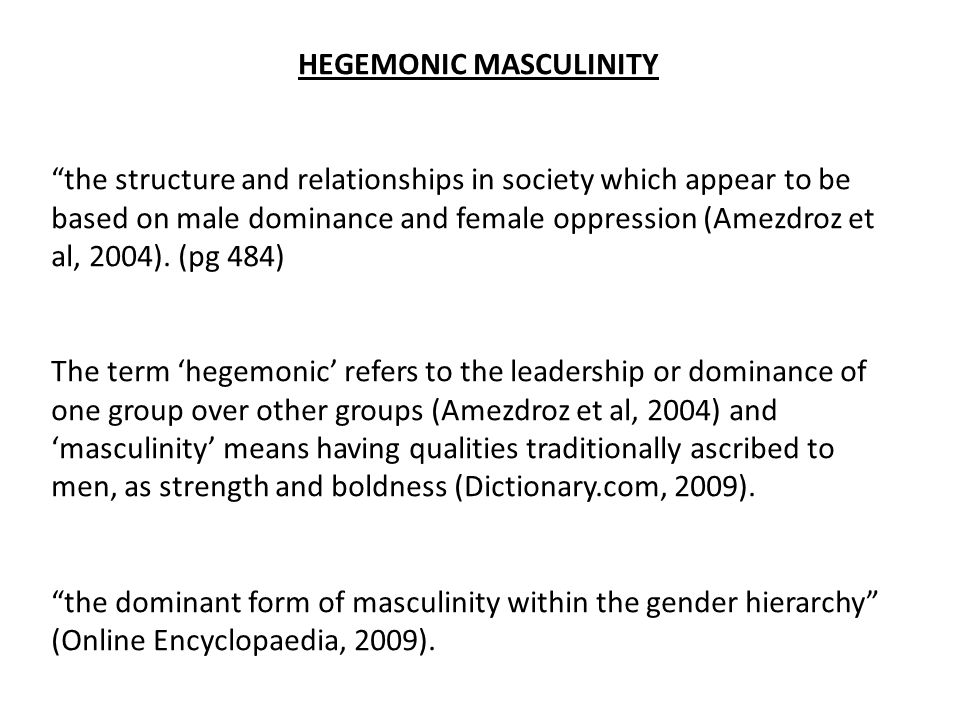 HEGEMONIC MASCULINITY
“the structure and relationships in society which appear to be
based on male dominance and female oppression (Amezdroz et
al, 2004). (pg 484)
The term ‘hegemonic’ refers to the leadership or dominance of
one group over other groups (Amezdroz et al, 2004) and
‘masculinity’ means having qualities traditionally ascribed to
men, as strength and boldness (Dictionary.com, 2009).
“the dominant form of masculinity within the gender hierarchy”
(Online Encyclopaedia, 2009).